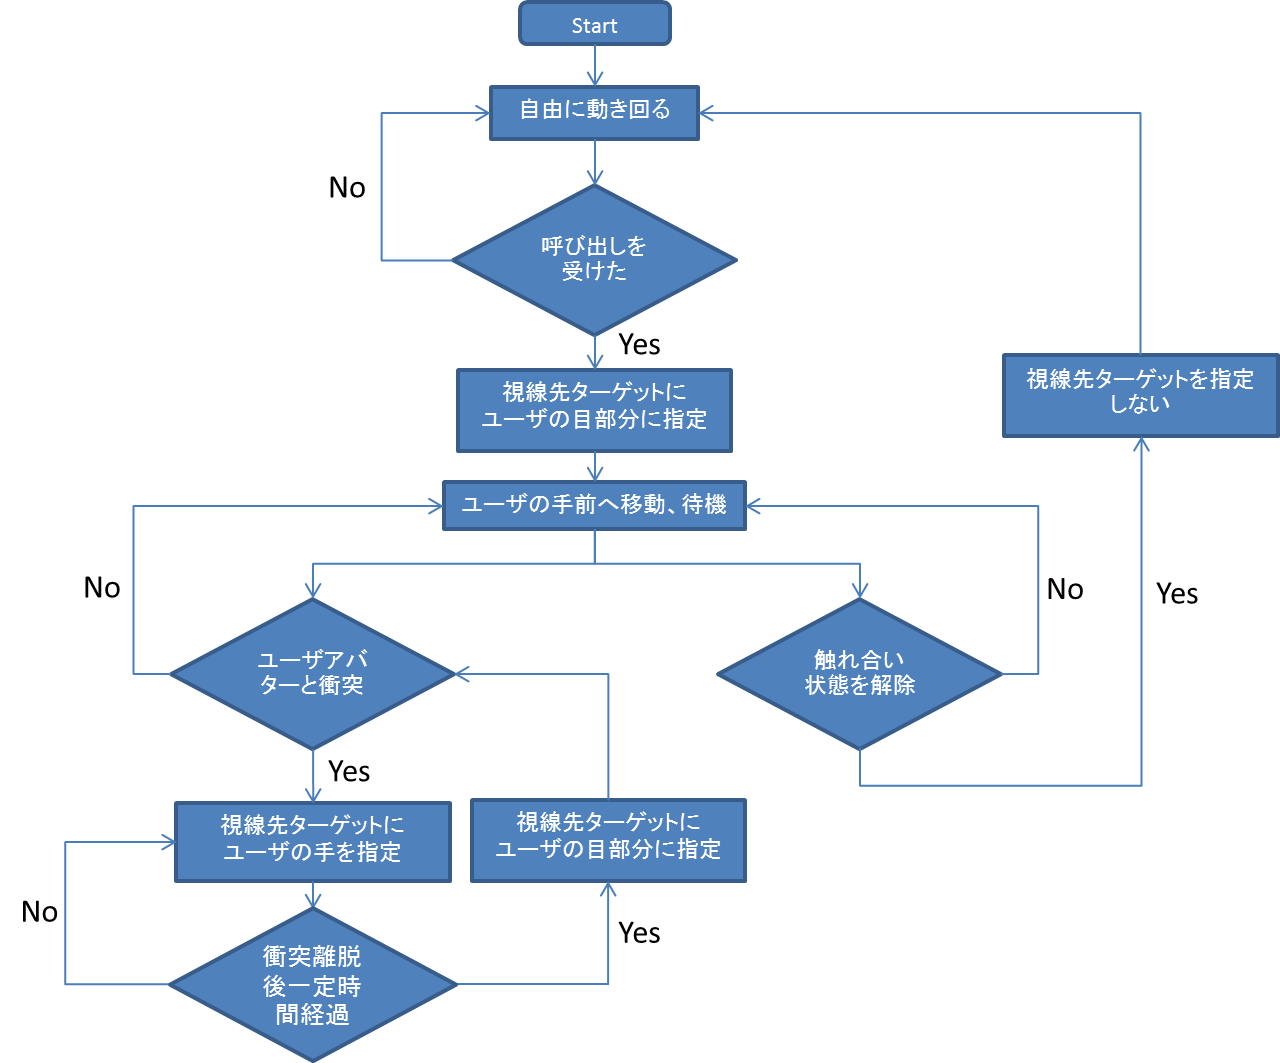 Start
自由に動き回る
No
呼び出しを
受けた
Yes
視線先ターゲットに
ユーザの目部分に指定
視線先ターゲットを指定
しない
ユーザの手前へ移動、待機
No
No
Yes
ユーザアバ
ターと衝突
触れ合い
状態を解除
Yes
視線先ターゲットに
ユーザの手を指定
視線先ターゲットに
ユーザの目部分に指定
No
Yes
衝突離脱
後一定時
間経過